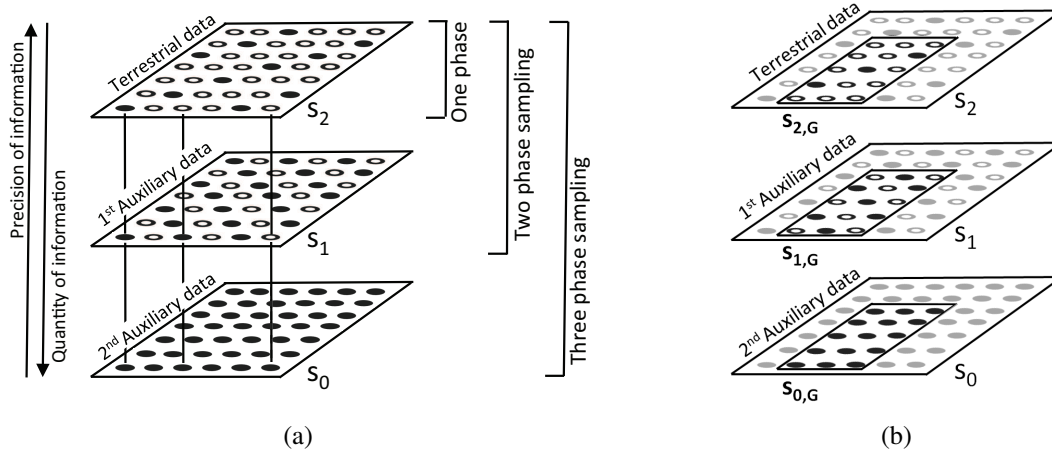 Precision of information
Quantity of information
Terrestrial data
S2
1st Auxiliary data
S1
2nd Auxiliary data
S0
One phase
Two phase sampling
Three phase sampling
(a)
Terrestrial data
S2,G
S2
1st Auxiliary data
S1,G
S1
2nd Auxiliary data
S0,G
S0
(b)